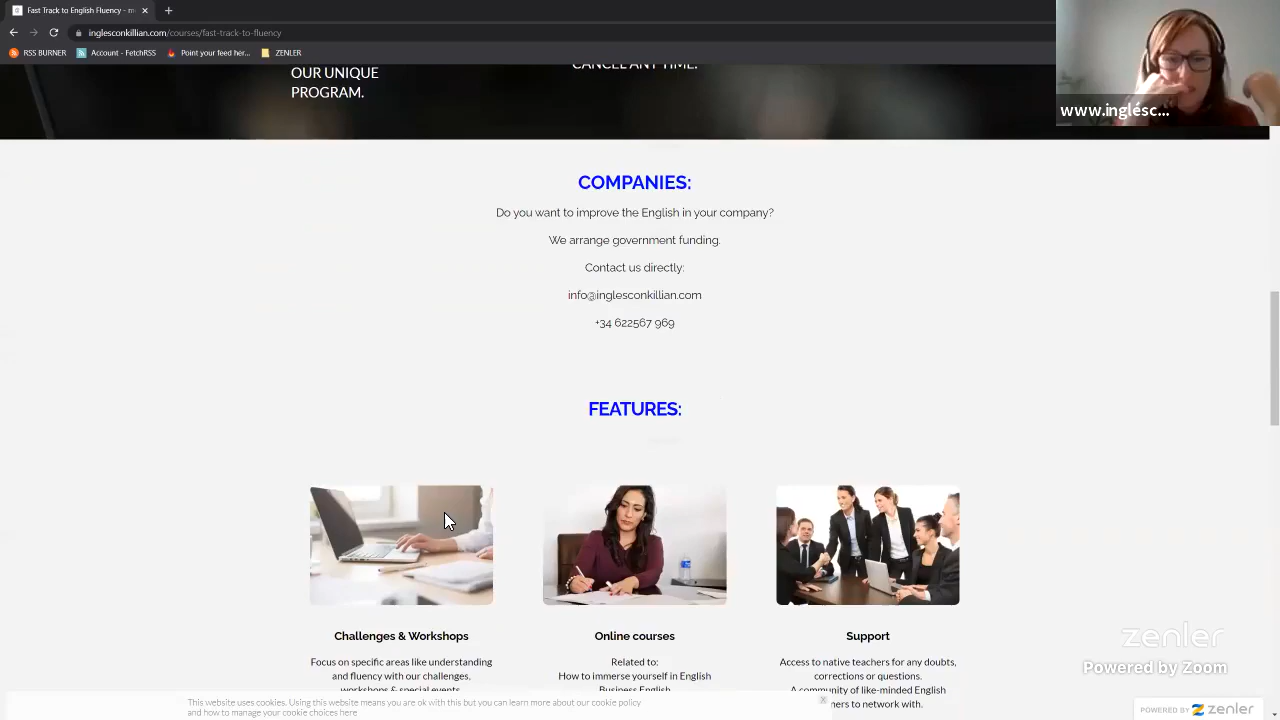 Fast Track to English Fluency - m
inglesconkillian.com/courses/fast-track-to-fluency
RSS BURNER
Account - FetchRSS
Point your feed her...
ZENLER
OUR UNIQUE
PROGRAM.
CANCEL ANY TIME.
www.inglésc...
COMPANIES:
Do you want to improve the English in your company?
We arrange government funding.
Contact us directly:
info@inglesconkillian.com
+34 622567 969
FEATURES:
Challenges & Workshops
Focus on specific areas like understanding
and fluency with our challenges,
workshops & special events
Online courses
Related to:
How to immerse yourself in English
Business English
Support
Access to native teachers for any doubts,
corrections or questions.
A community of like-minded English
ners to network with.
zenler
Powered by Zoom
This website uses cookies. Using this website means you are ok with this but you can learn more about our cookie policy
and how to manage your cookie choices here
X
POWERED BY zenler